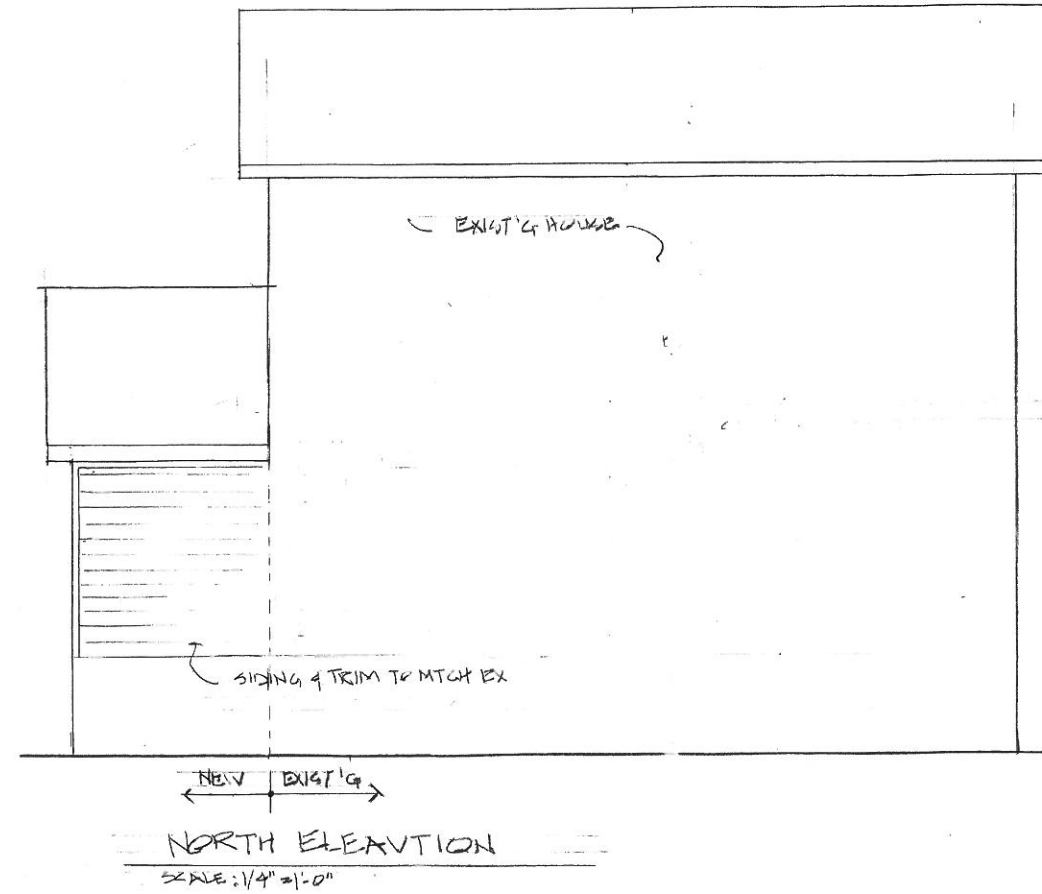 EXIST'G HOUSE
SIDING & TRIM TO MTCH EX
NEW EXIST'G
NORTH ELEAVTION
SCALE: 1/4" = 1'-0"